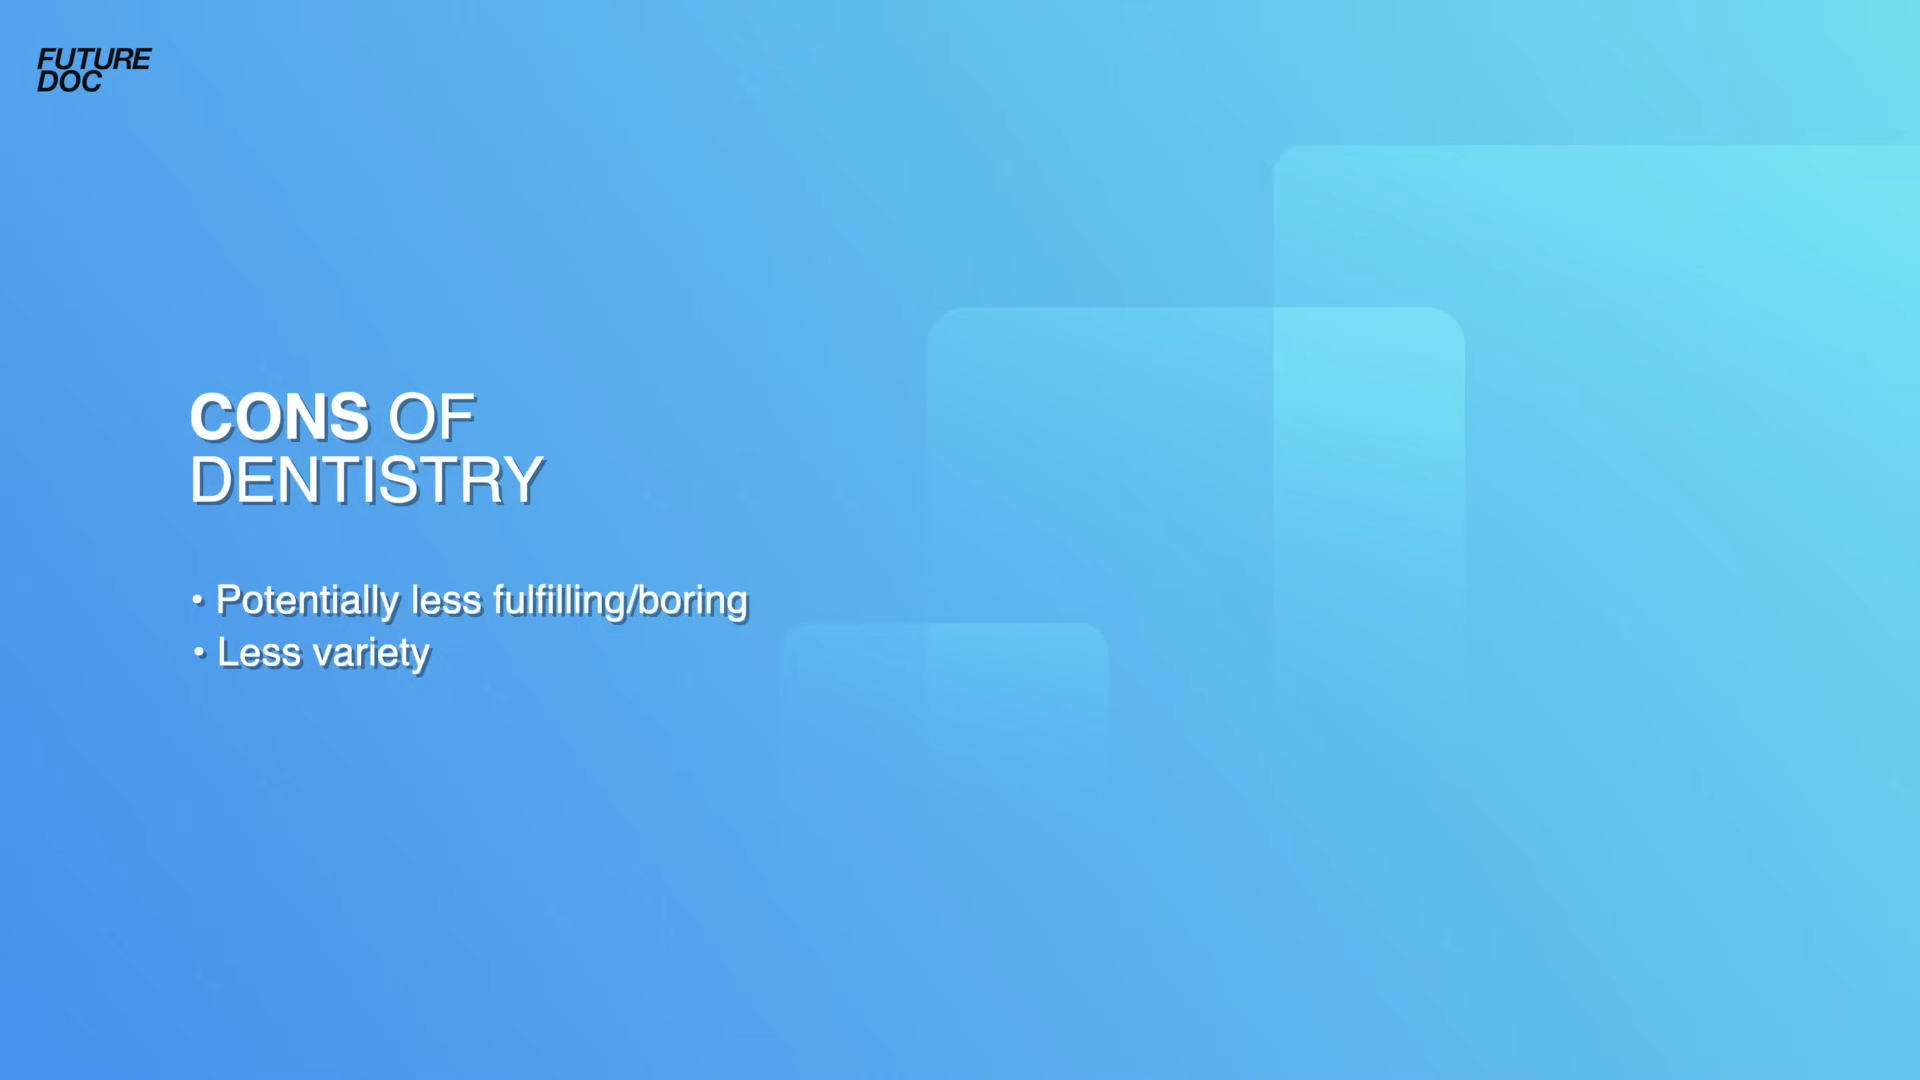 FUTURE
DOC
CONS OF
DENTISTRY
• Potentially less fulfilling/boring
• Less variety